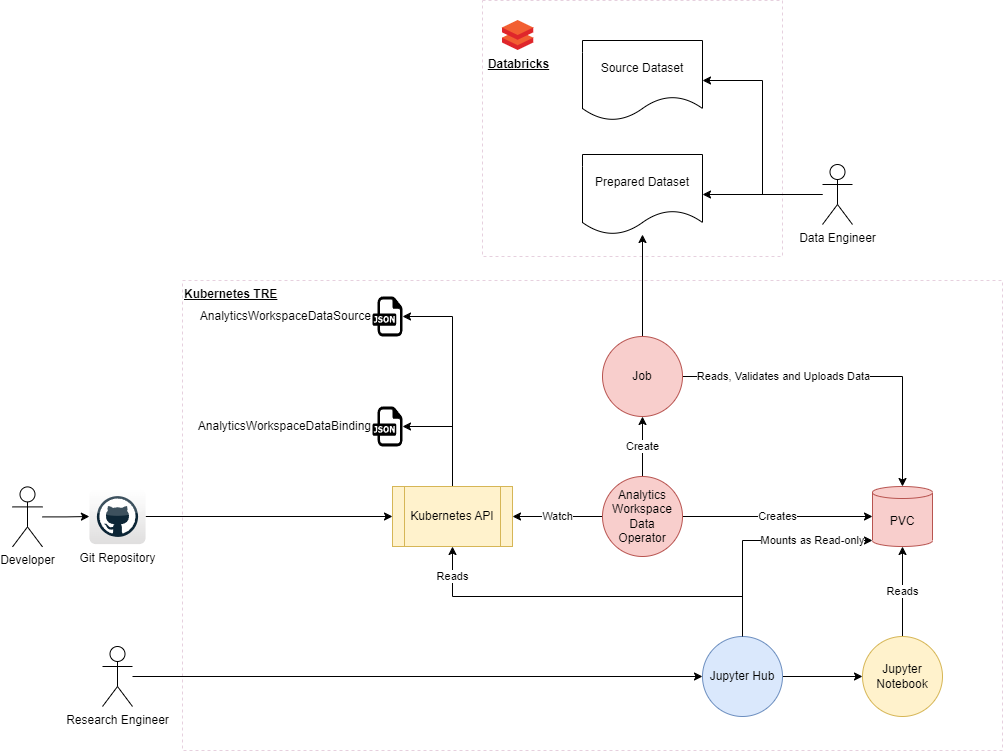 Databricks
Source Dataset
Prepared Dataset
Data Engineer
Kubernetes TRE
AnalyticsWorkspaceDataSource
JSON
Job
Reads, Validates and Uploads Data
AnalyticsWorkspaceDataBinding
JSON
Create
Developer
Git Repository
Kubernetes API
Watch
Analytics
Workspace
Data
Operator
Creates
PVC
Mounts as Read-only
Reads
Reads
Research Engineer
Jupyter Hub
Jupyter
Notebook